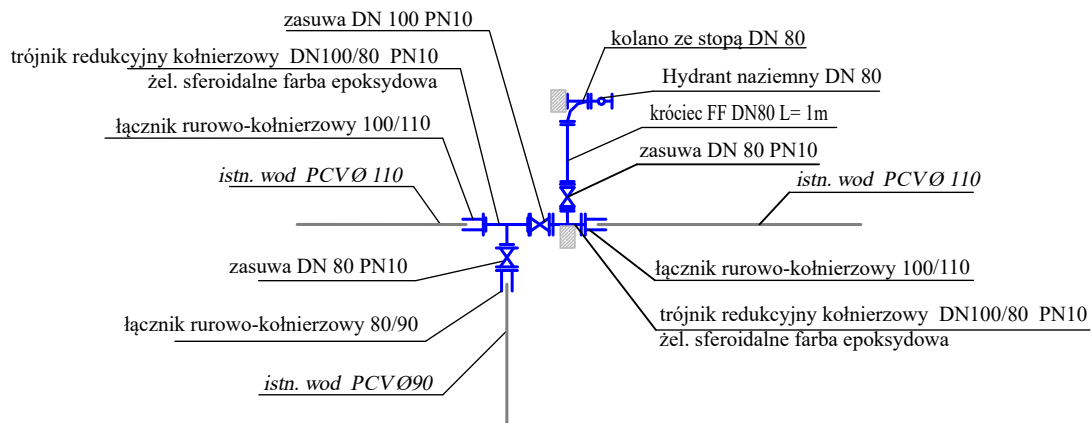 zasuwa DN 100 PN10
kolano ze stopą DN 80
trójnik redukcyjny kołnierzowy DN100/80 PN10
żel. sferoidalne farba epoksydowa
Hydrant naziemny DN 80
króciec FF DN80 L= 1m
łącznik rurowo-kołnierzowy 100/110
zasuwa DN 80 PN10
istn. wod PCV Ø 110
istn. wod PCV Ø 110
zasuwa DN 80 PN10
łącznik rurowo-kołnierzowy 100/110
łącznik rurowo-kołnierzowy 80/90
trójnik redukcyjny kołnierzowy DN100/80 PN10
żel. sferoidalne farba epoksydowa
istn. wod PCV Ø90